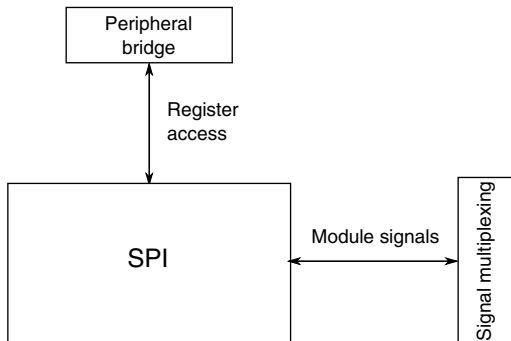 Peripheral
bridge
Register
access
SPI
Module signals
Signal multiplexing